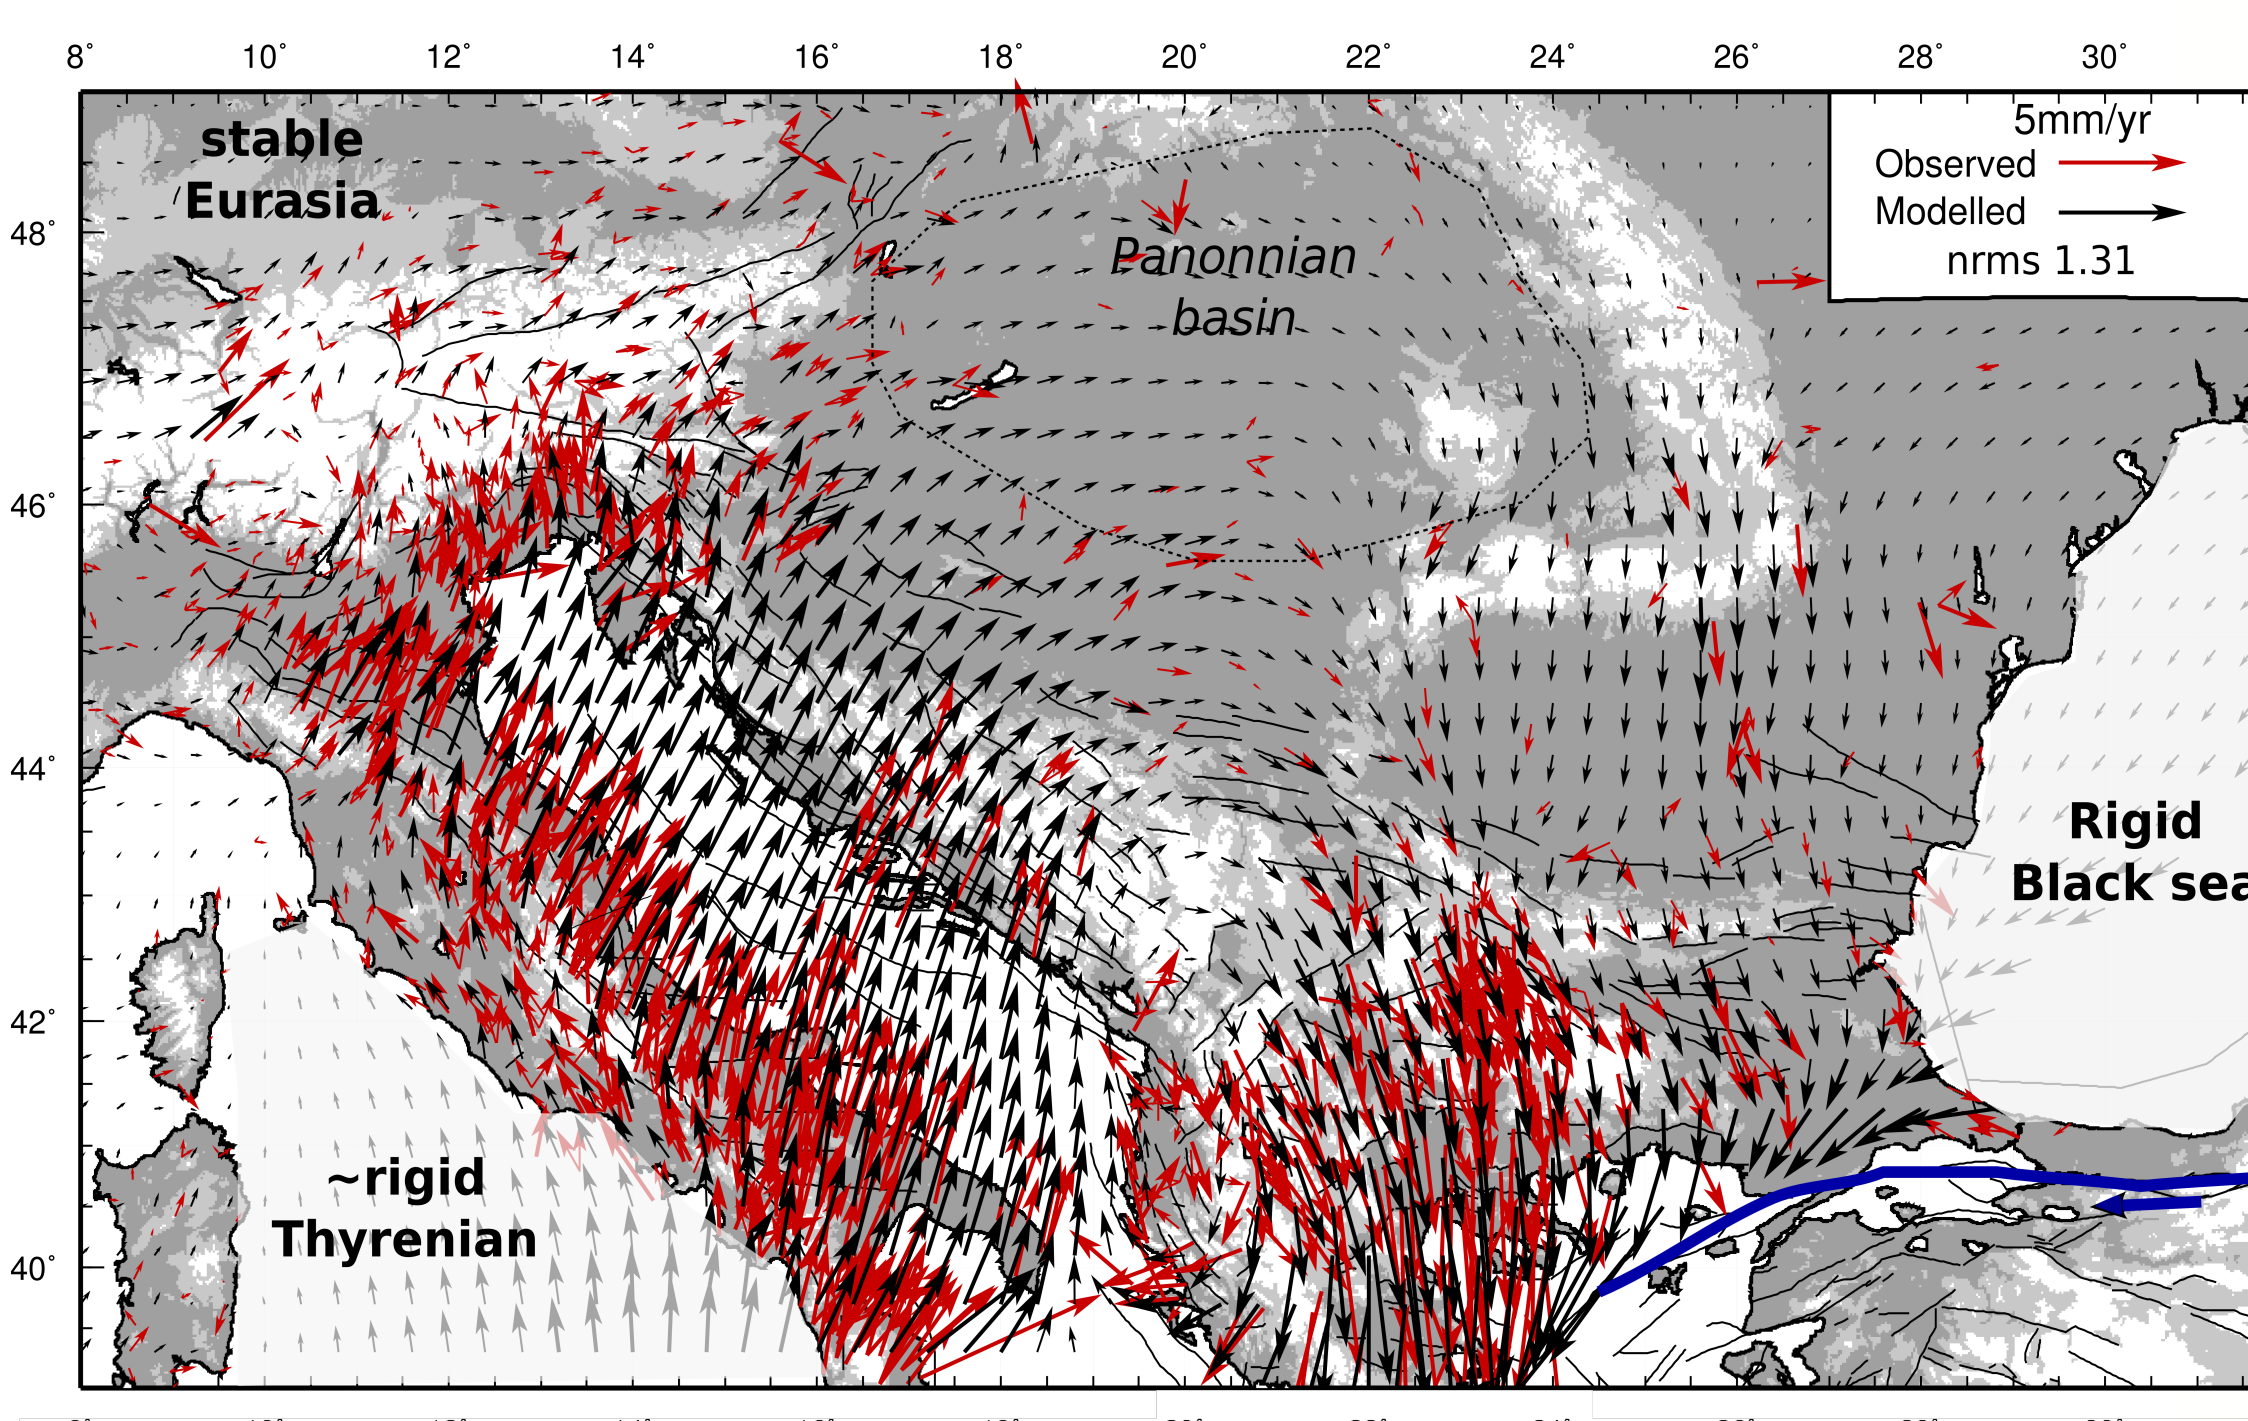 8° 10° 12° 14° 16° 18° 20° 22° 24° 26° 28° 30°
5mm/yr
Observed
Modelled
nrms 1.31
stable
Eurasia
48°
Panonnian
basin
46°
44°
Rigid
Black sea
42°
~rigid
Thyrenian
40°